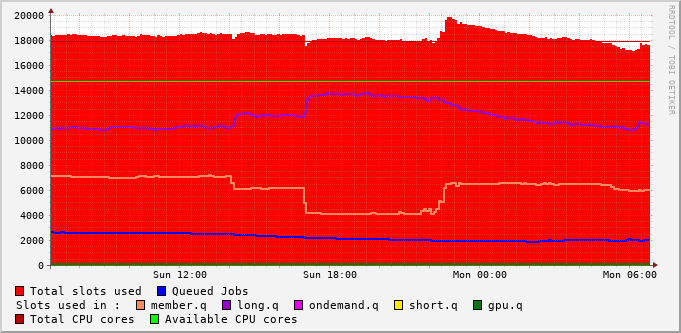 20000
18000
16000
14000
12000
10000
8000
6000
4000
2000
0
Sun 12:00 Sun 18:00 Mon 00:00 Mon 06:00
RRDTOOL / TOBI OETIKER
Total slots used Queued Jobs
Slots used in : member.q long.q ondemand.q short.q gpu.q
Total CPU cores Available CPU cores